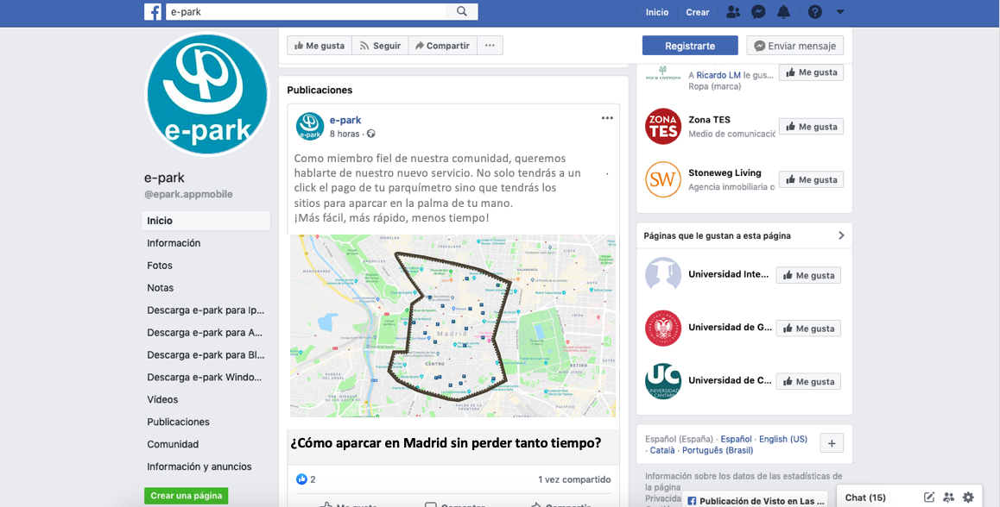 e-park
Inicio
Crear
e-park
e-park
@epark.appmobile
Inicio
Información
Fotos
Notas
Descarga e-park para Ip...
Descarga e-park para A...
Descarga e-park para Bl...
Descarga e-park Windo...
Vídeos
Publicaciones
Comunidad
Información y anuncios
Crear una página
Me gusta
Seguir
Compartir
Registrarte
Enviar mensaje
Publicaciones
e-park
e-park
8 horas ·
Como miembro fiel de nuestra comunidad, queremos
hablarte de nuestro nuevo servicio. No solo tendrás a un
click el pago de tu parquímetro sino que tendrás los
sitios para aparcar en la palma de tu mano.
¡Más fácil, más rápido, menos tiempo!
Madrid
CENTRO
RETIRO
PACIFICO
¿Cómo aparcar en Madrid sin perder tanto tiempo?
2
1 vez compartido
Me gusta
Comentar
Compartir
A Ricardo LM le gus...
Ropa (marca)
Me gusta
ZONA
TES
Zona TES
Medio de comunicació
Me gusta
SW
Stoneweg Living
Agencia inmobiliaria c
Me gusta
Páginas que le gustan a esta página
Universidad Inte...
Me gusta
Universidad de G...
Me gusta
UC
Universidad de C...
Me gusta
Español (España) · Español · English (US)
· Català · Português (Brasil)
Información sobre los datos de las estadísticas de
la página
Privacida
Publicación de Visto en Las ...
Chat (15)